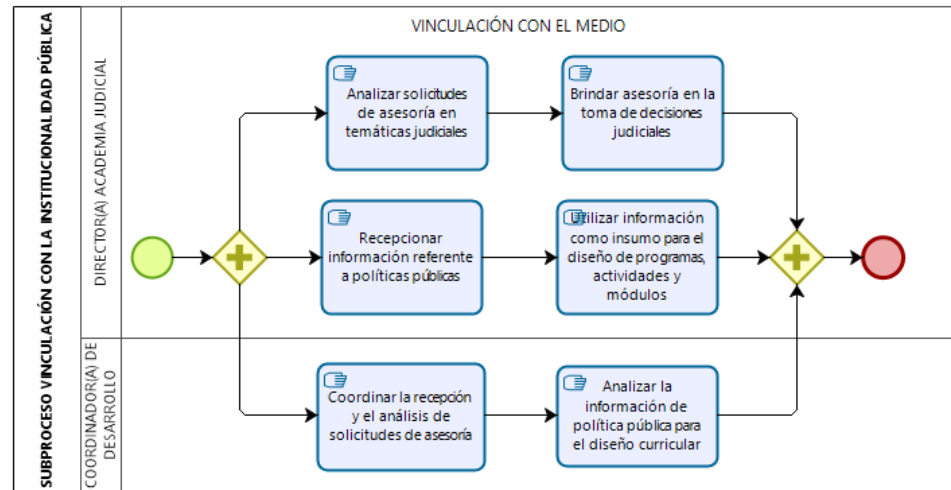 SUBPROCESO VINCULACIÓN CON LA INSTITUCIONALIDAD PÚBLICA
DIRECTOR(A) ACADEMIA JUDICIAL
VINCULACIÓN CON EL MEDIO
Analizar solicitudes
de asesoría en
temáticas judiciales
Brindar asesoría en la
toma de decisiones
judiciales
Recepcionar
información referente
a políticas públicas
Utilizar información
como insumo para el
diseño de programas,
actividades y
módulos
COORDINADOR(A) DE
DESARROLLO
Coordinar la recepción
y el análisis de
solicitudes de asesoría
Analizar la
información de
política pública para
el diseño curricular